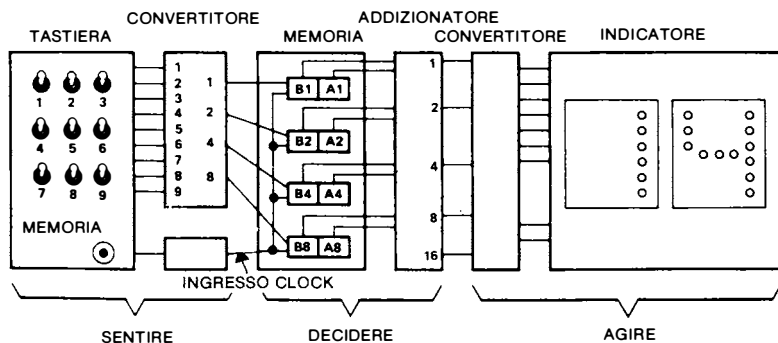 CONVERTITORE ADDIZIONATORE
TASTIERA MEMORIA CONVERTITORE INDICATORE
1 2 3
4 5 6
7 8 9
MEMORIA
1
2
3
4
5
6
7
8
9
1
2
4
8
INGRESSO CLOCK
B1 A1
B2 A2
B4 A4
B8 A8
1
2
4
8
16
SENTIRE DECIDERE AGIRE